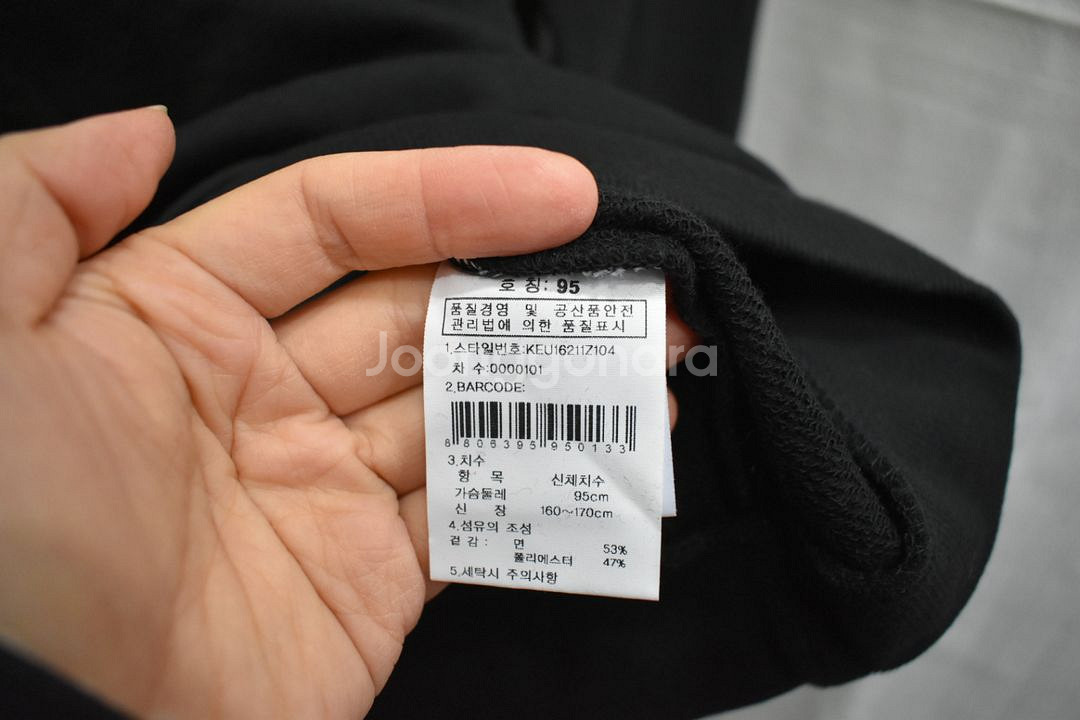 호 칭: 95
품질경영 및 공산품안전
관리법에 의한 품질표시
1.스타일번호:KEU16211Z104
차 수:0000101
2.BARCODE:
8 806395 950133
3.치수
항 목 신체치수
가슴둘레 95cm
신 장 160~170cm
4.섬유의 조성
겉감: 면 53%
폴리에스터 47%
5.세탁시 주의사항